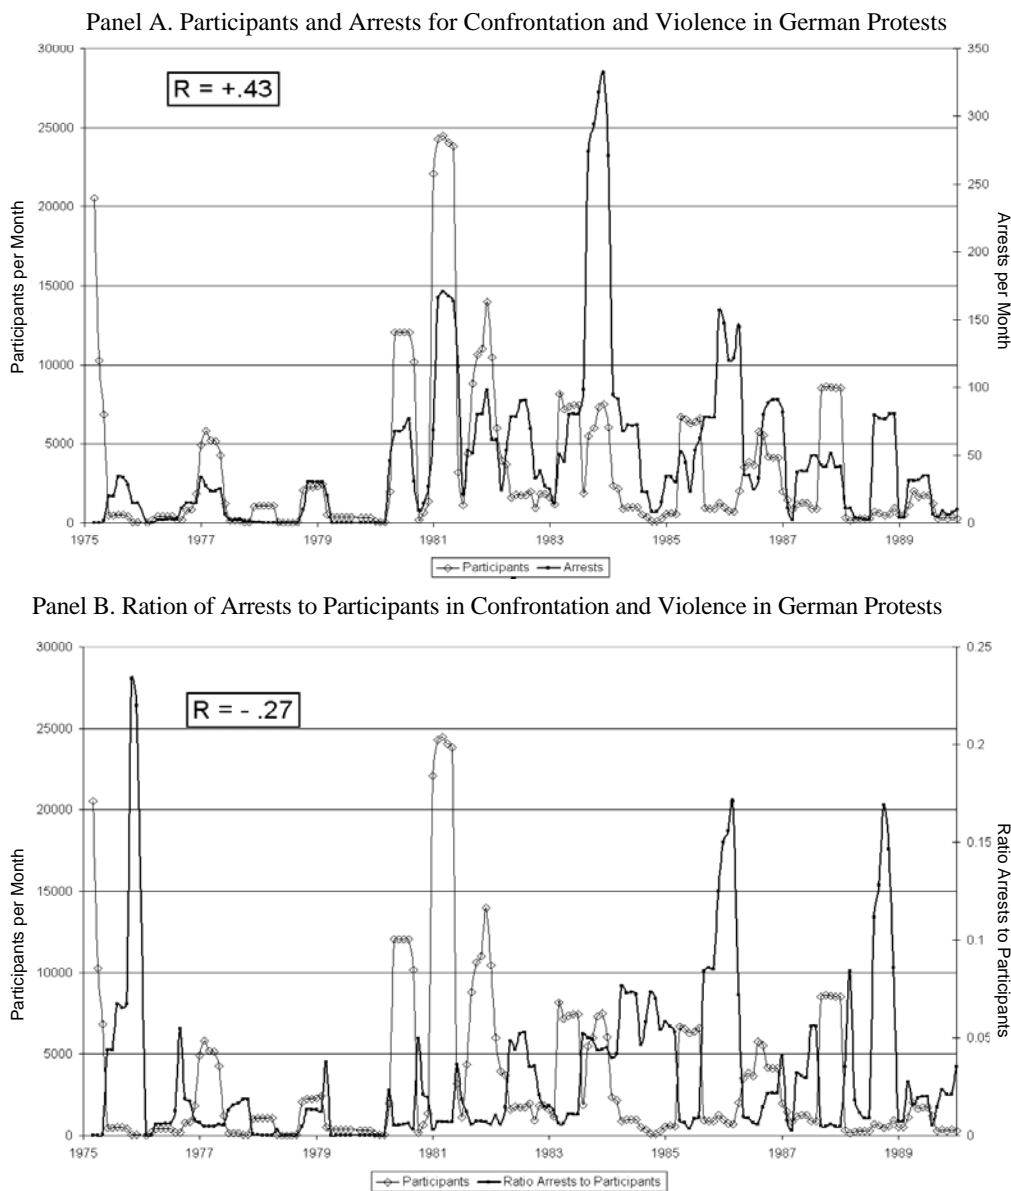 Panel A. Participants and Arrests for Confrontation and Violence in German Protests
30000
25000
20000
15000
10000
5000
0
Participants per Month
R = +.43
350
300
250
200
150
100
50
0
Arrests per Month
1975 1977 1979 1981 1983 1985 1987 1989
Participants Arrests
Panel B. Ration of Arrests to Participants in Confrontation and Violence in German Protests
30000
25000
20000
15000
10000
5000
0
Participants per Month
R = - .27
0.25
0.2
0.15
0.1
0.05
0
Ratio Arrests to Participants
1975 1977 1979 1981 1983 1985 1987 1989
Participants Ratio Arrests to Participants